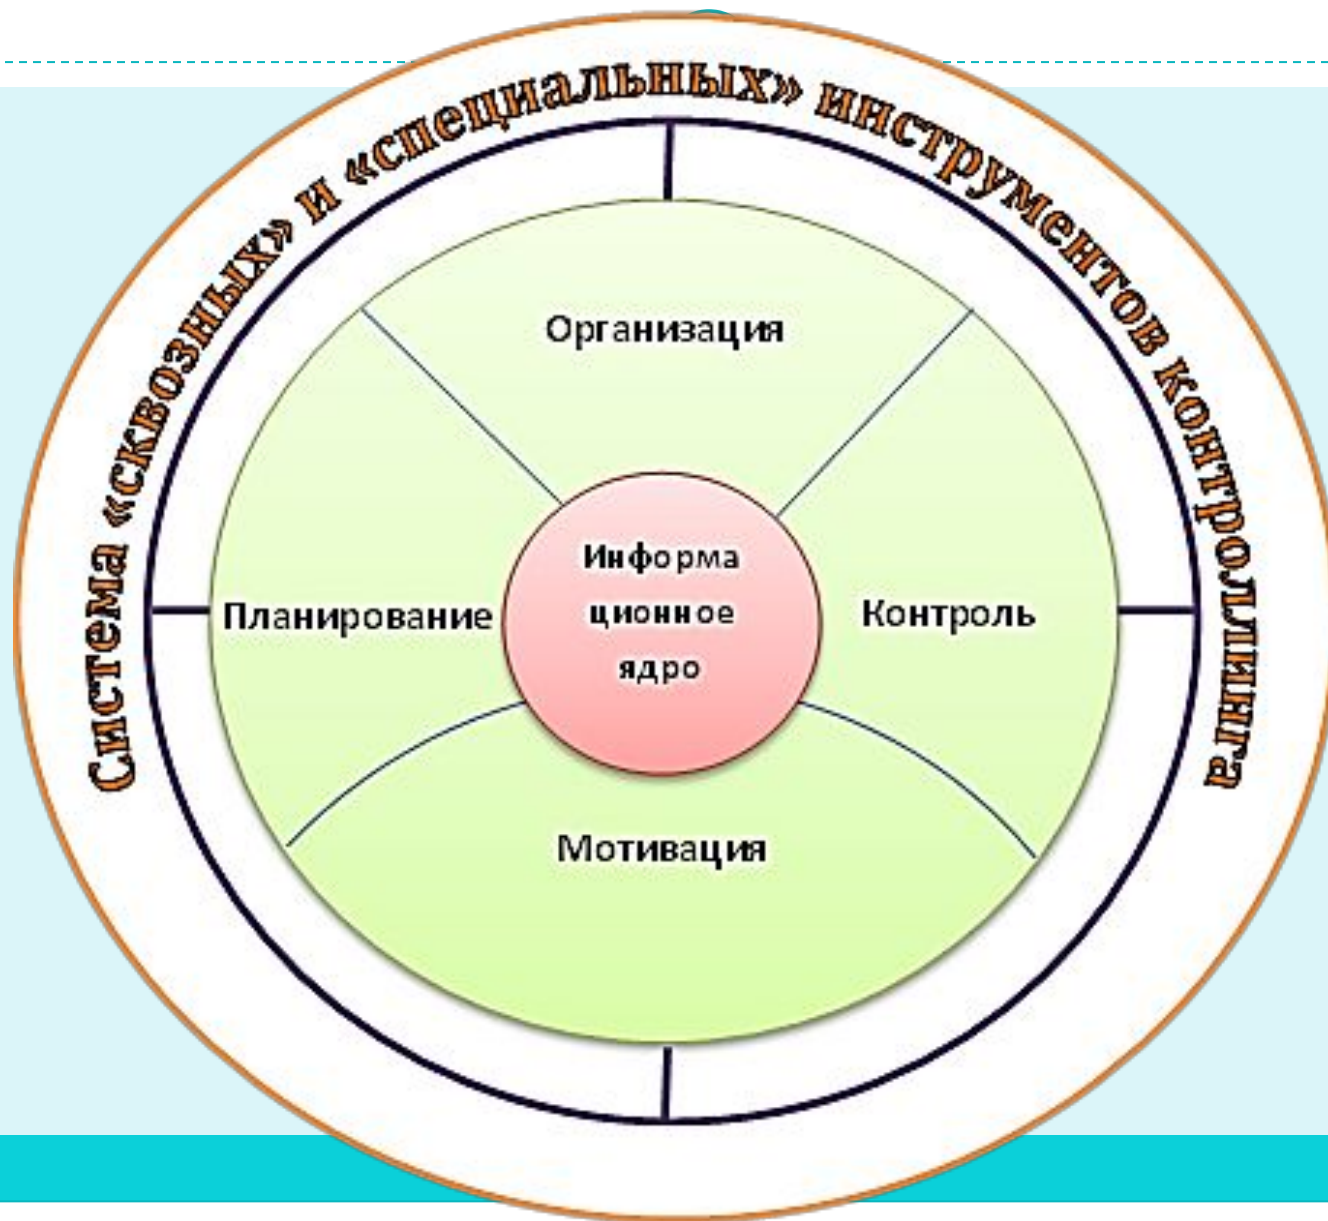 Система «сквозных» и «специальных» инструментов контроллинга
Организация
Планирование
Информа
ционное
ядро
Контроль
Мотивация